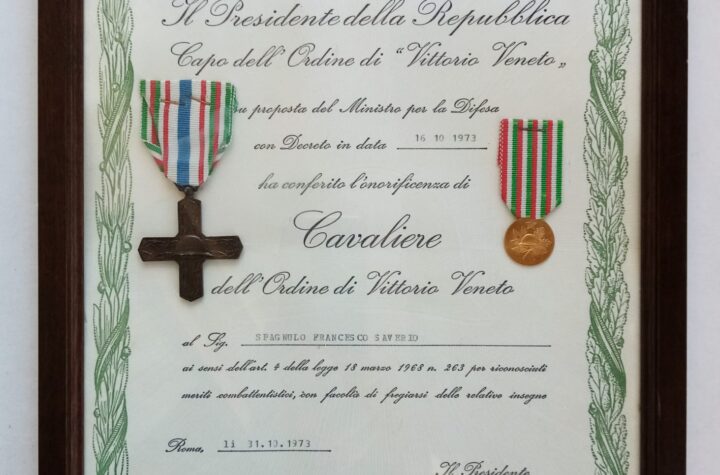 Il Presidente della Repubblica
Capo dell'Ordine di "Vittorio Veneto"
su proposta del Ministro per la Difesa
con Decreto in data 16 10 1973
ha conferito l'onorificenza di
Cavaliere
dell'Ordine di Vittorio Veneto
al Sig. SPAGNULO FRANCESCO SAVERIO
ai sensi dell'art. 4 della legge 18 marzo 1968 n. 263 per riconosciuti
meriti combattentistici, con facoltà di fregiarsi delle relative insegne
Roma, li 31.10.1973
Il Presidente